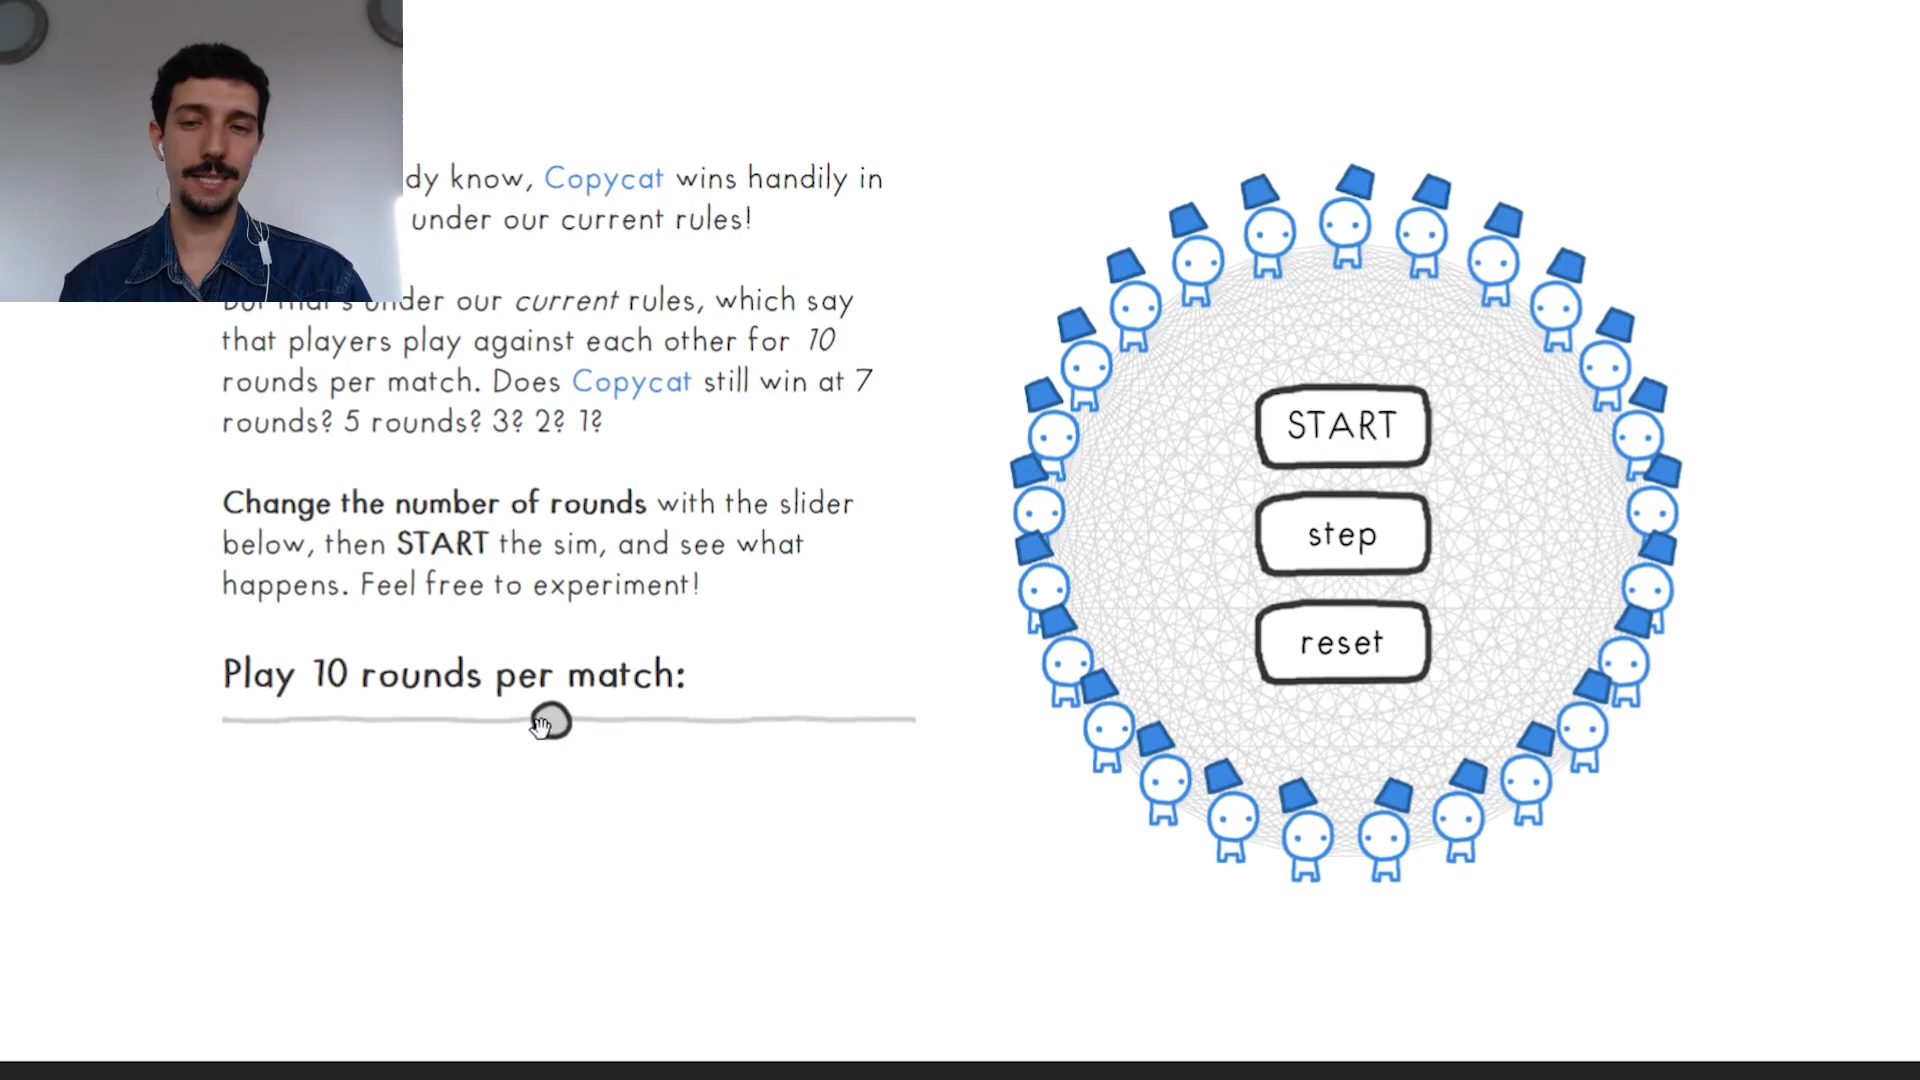 dy know, Copycat wins handily in
under our current rules!
But that's under our current rules, which say
that players play against each other for 10
rounds per match. Does Copycat still win at 7
rounds? 5 rounds? 3? 2? 1?
Change the number of rounds with the slider
below, then START the sim, and see what
happens. Feel free to experiment!
Play 10 rounds per match:
START
step
reset